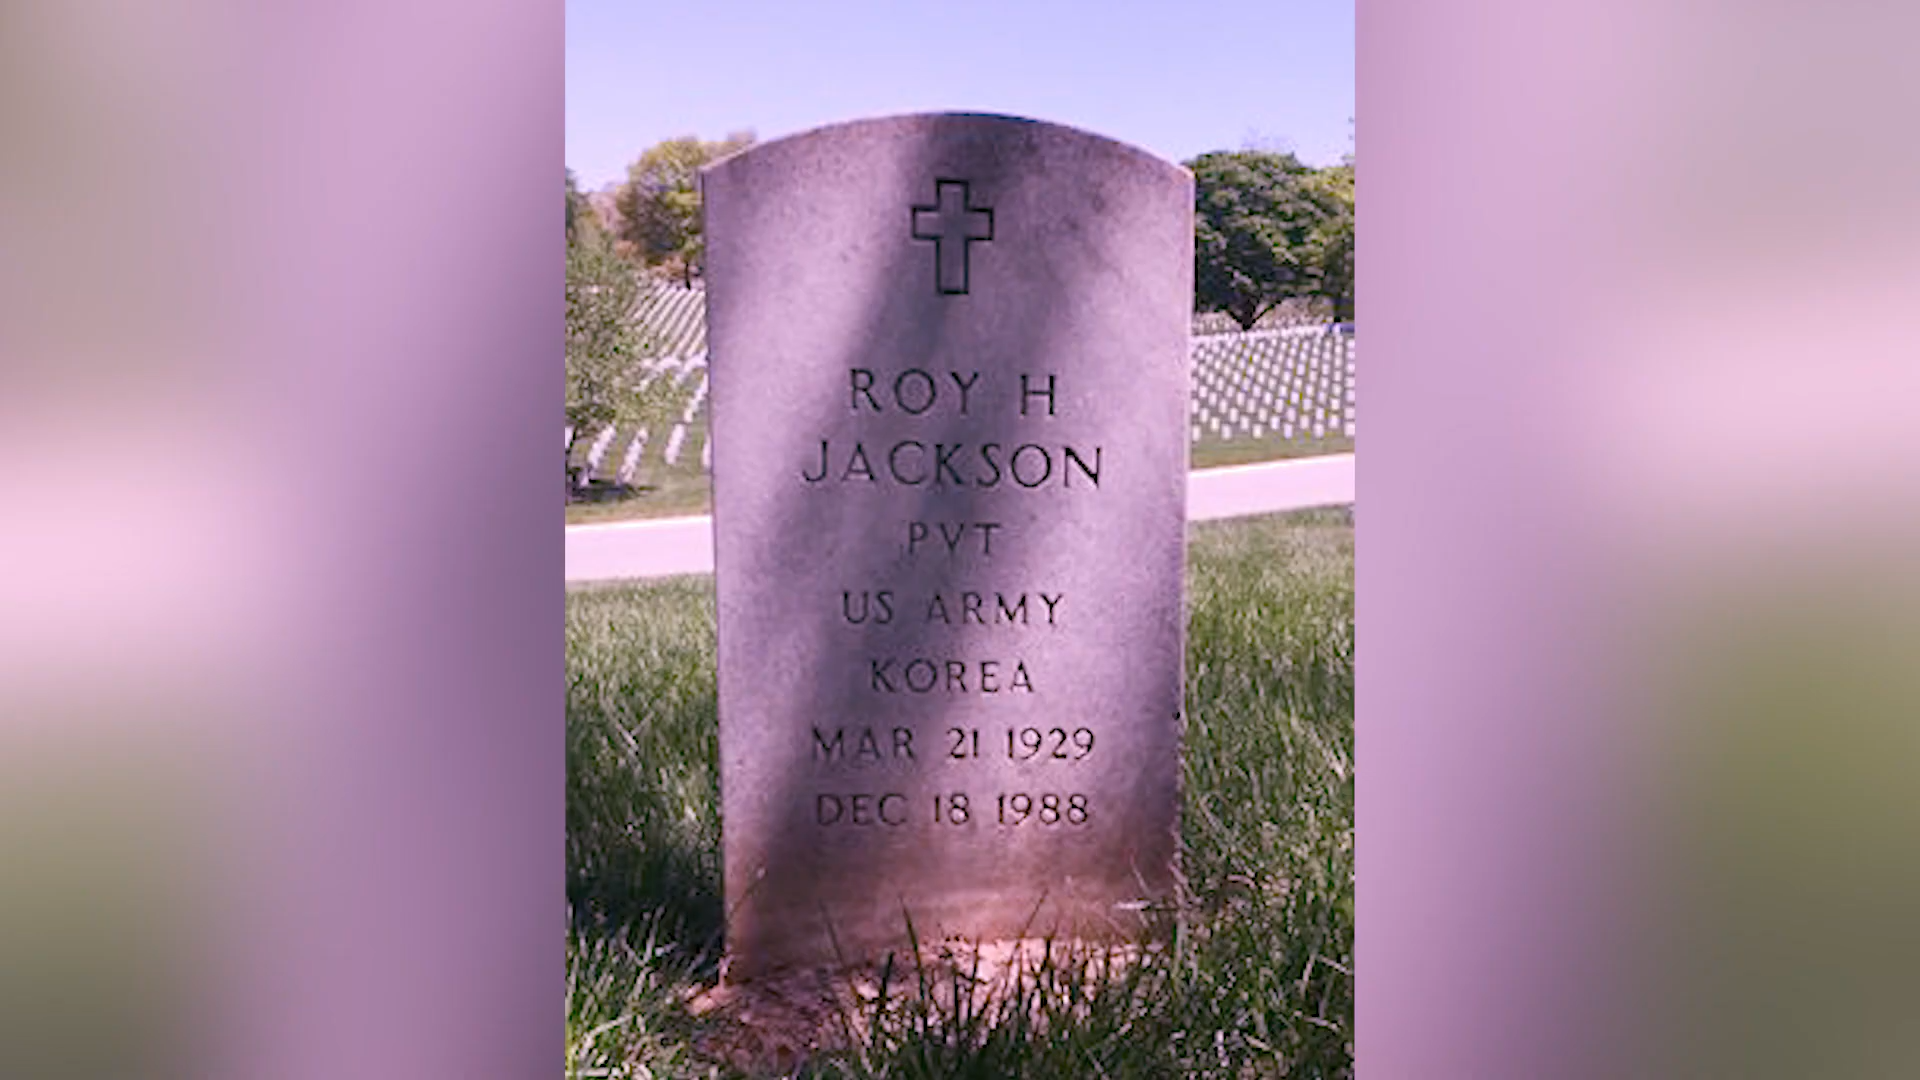 ROY H
JACKSON
PVT
US ARMY
KOREA
MAR 21 1929
DEC 18 1988